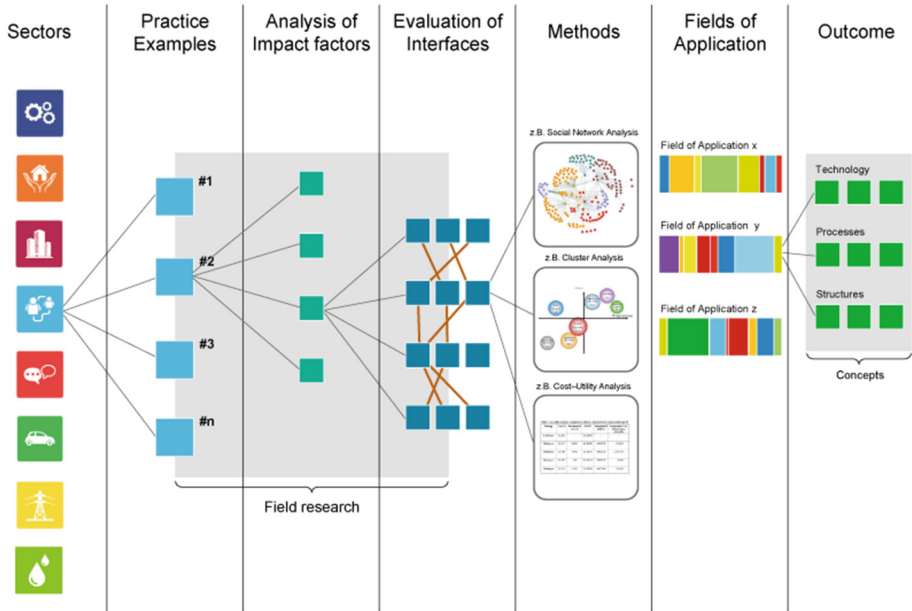 Sectors
Practice
Examples
Analysis of
Impact factors
Evaluation of
Interfaces
Methods
Fields of
Application
Outcome
#1
#2
#3
#n
Field research
z.B. Social Network Analysis
z.B. Cluster Analysis
z.B. Cost–Utility Analysis
Field of Application x
Field of Application y
Field of Application z
Technology
Processes
Structures
Concepts